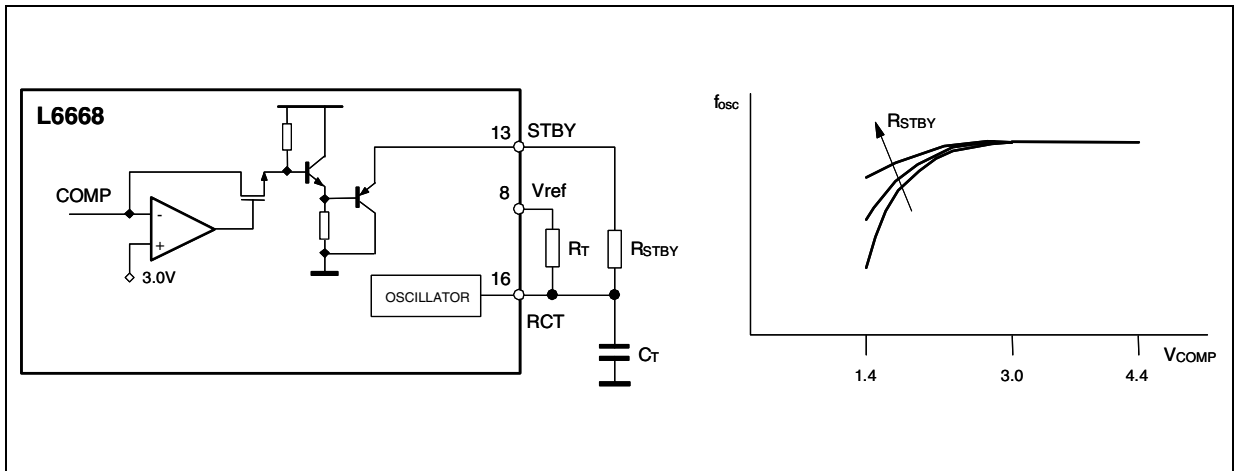 L6668
COMP
-
+
3.0V
13 STBY
8 Vref
RT
RSTBY
16
OSCILLATOR
RCT
CT
fosc
RSTBY
1.4
3.0
4.4
VCOMP